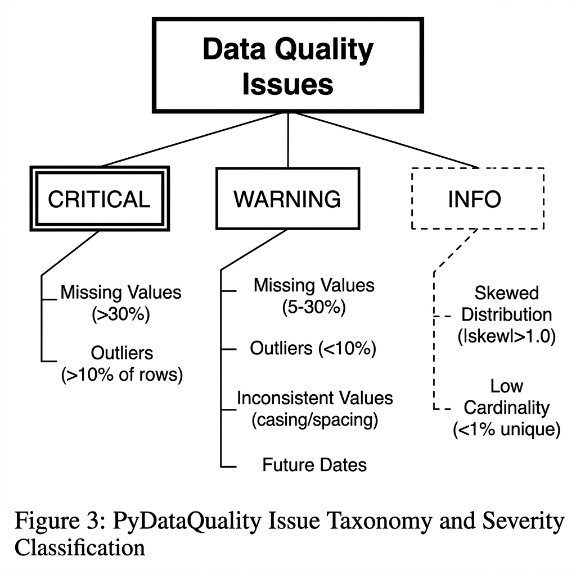 Data Quality
Issues
CRITICAL
WARNING
INFO
Missing Values
(>30%)
Outliers
(>10% of rows)
Missing Values
(5-30%)
Outliers (<10%)
Inconsistent Values
(casing/spacing)
Future Dates
Skewed
Distribution
(|skew|>1.0)
Low
Cardinality
(<1% unique)
Figure 3: PyDataQuality Issue Taxonomy and Severity
Classification